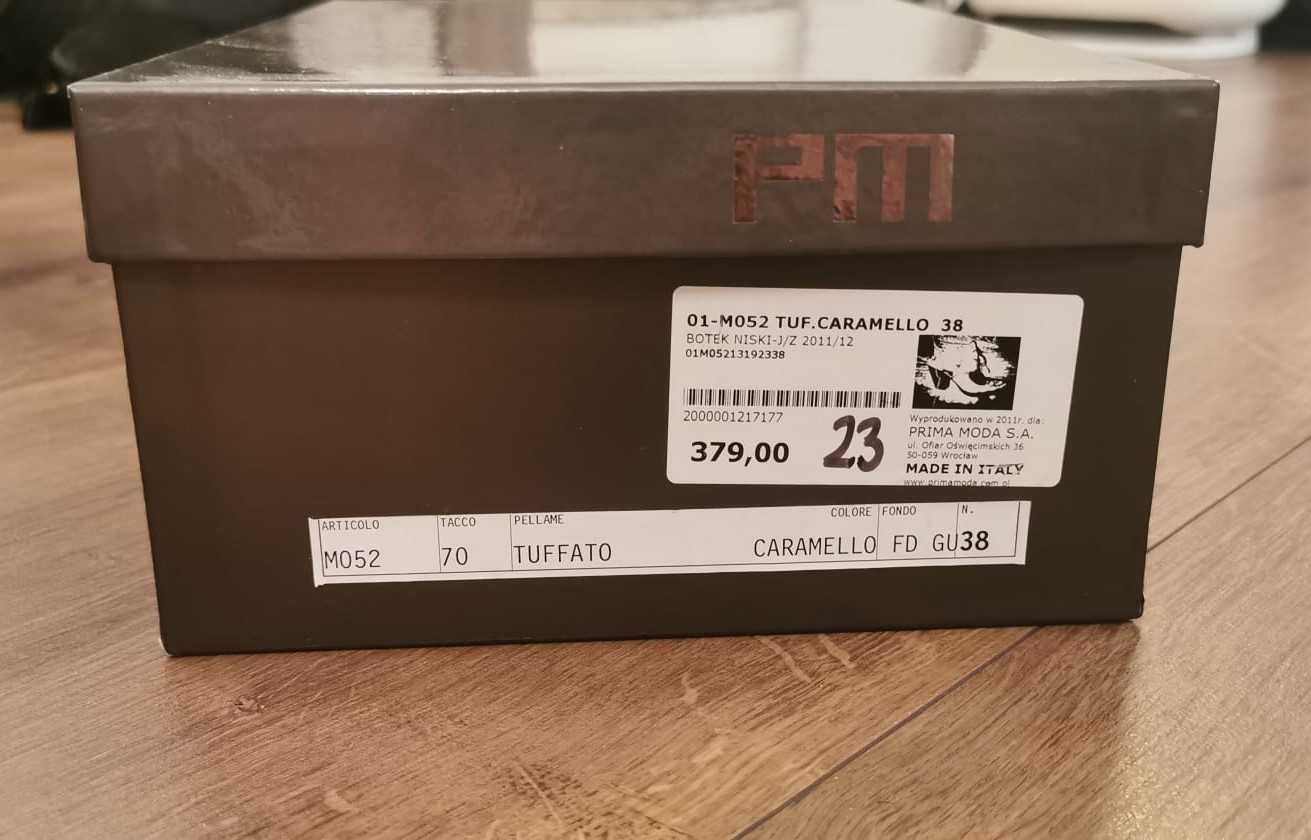 PM
01-M052 TUF.CARAMELLO 38
BOTEK NISKI-J/Z 2011/12
01M05213192338
2000001217177
379,00
23
Wyprodukowano w 2011r. dla:
PRIMA MODA S.A.
ul. Ofiar Oświęcimskich 36
50-059 Wrocław
MADE IN ITALY
www.primamoda.com.pl
ARTICOLO TACCO PELLAME COLORE FONDO N.
M052 70 TUFFATO CARAMELLO FD GU38